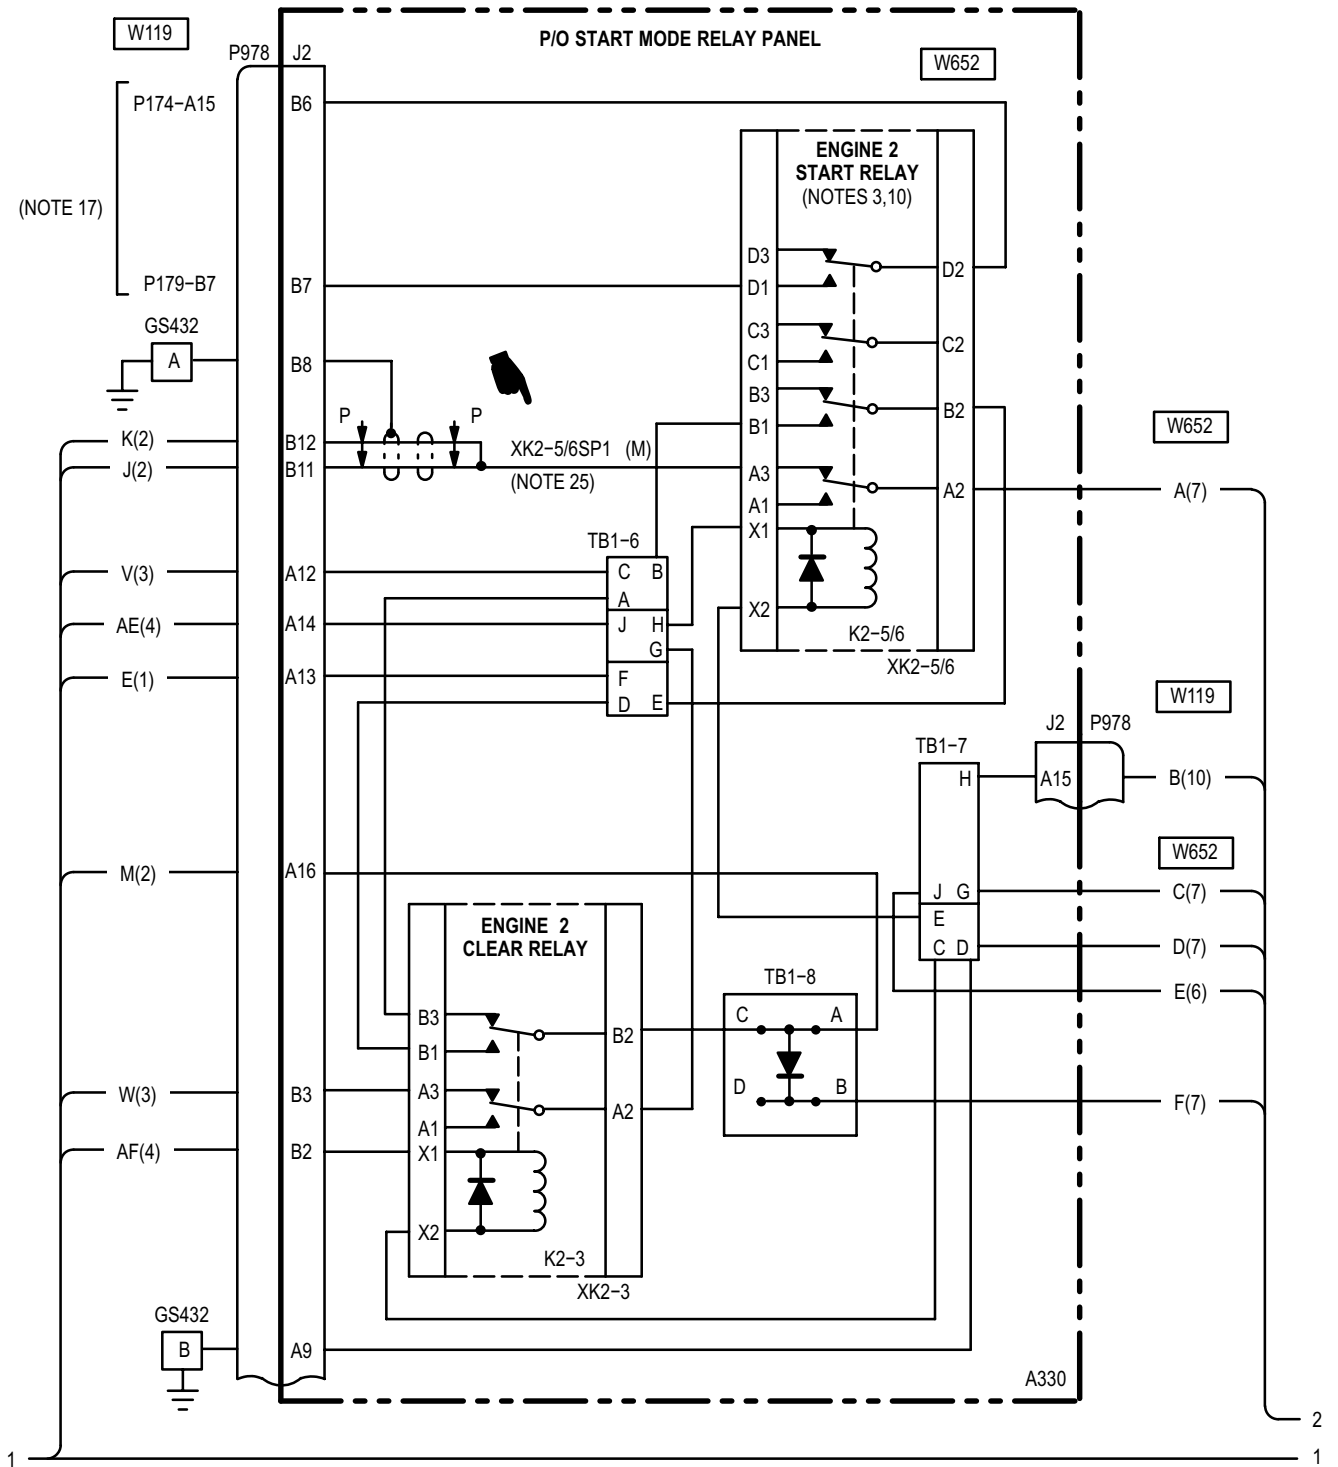 W119
P/O START MODE RELAY PANEL
P978 J2
W652
P174−A15
B6
ENGINE 2
START RELAY
(NOTES 3,10)
(NOTE 17)
D3
D2
P179−B7
B7
D1
GS432
C3
C2
A
B8
C1
B3
B2
W652
P P
K(2)
B12
B1
XK2−5/6SP1 (M)
J(2)
B11
A3
(NOTE 25)
A2
A(7)
A1
X1
TB1−6
V(3)
A12
C B
A
X2
AE(4)
A14
J H
K2−5/6
G
XK2−5/6
E(1)
A13
F
W119
D E
J2 P978
TB1−7
H
A15
B(10)
W652
M(2)
A16
J G
C(7)
E
ENGINE 2
CLEAR RELAY
C D
D(7)
TB1−8
E(6)
B3
C A
B2
B1
W(3)
B3
A3
D B
F(7)
A2
A1
AF(4)
B2
X1
X2
K2−3
XK2−3
GS432
B
A9
A330
2
1 1